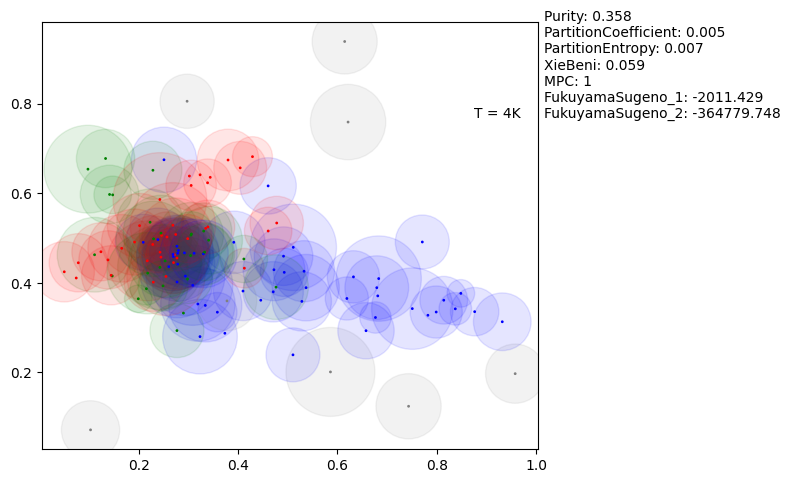 Purity: 0.358
PartitionCoefficient: 0.005
PartitionEntropy: 0.007
XieBeni: 0.059
MPC: 1
FukuyamaSugeno_1: -2011.429
FukuyamaSugeno_2: -364779.748
T = 4K
0.8
0.6
0.4
0.2
0.2 0.4 0.6 0.8 1.0